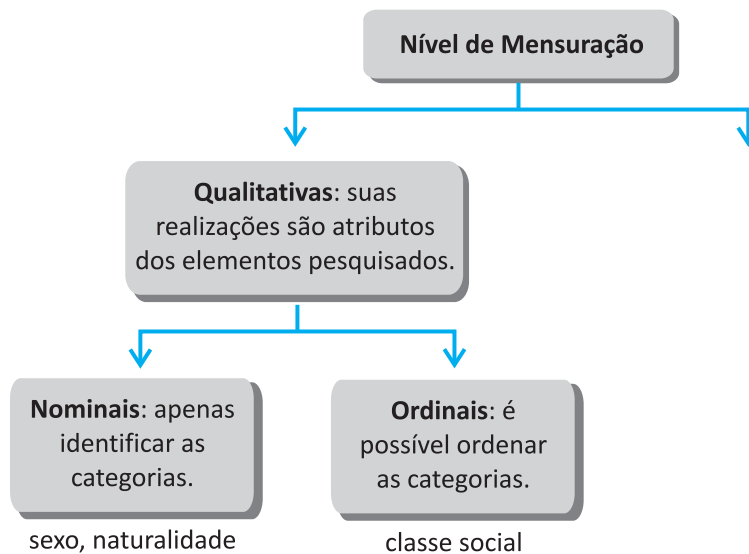 Nível de Mensuração
Qualitativas: suas
realizações são atributos
dos elementos pesquisados.
Nominais: apenas
identificar as
categorias.
sexo, naturalidade
Ordinais: é
possível ordenar
as categorias.
classe social